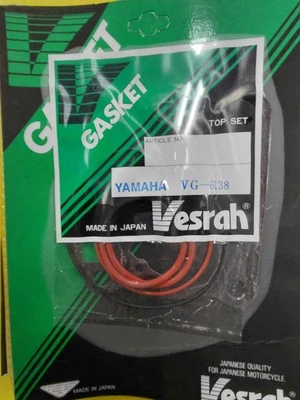 GASKET
GASKET
TOP SET
ARTICLE NO.
YAMAHA VG-6138
MADE IN JAPAN
Vesrah
JAPANESE QUALITY
FOR JAPANESE MOTORCYCLE.
MADE IN JAPAN
Vesrah